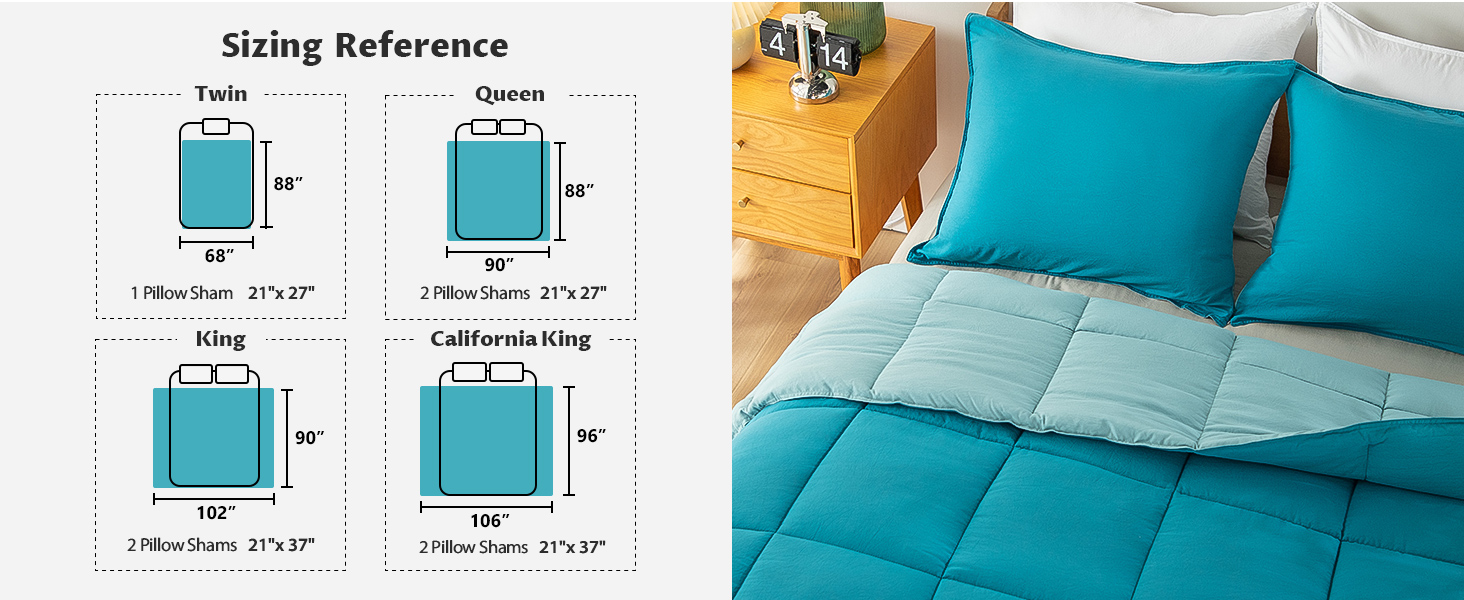 Sizing Reference
Twin
88”
68”
1 Pillow Sham 21"x 27"
Queen
88”
90”
2 Pillow Shams 21"x 27"
King
90”
102”
2 Pillow Shams 21"x 37"
California King
96”
106”
2 Pillow Shams 21"x 37"
4 14